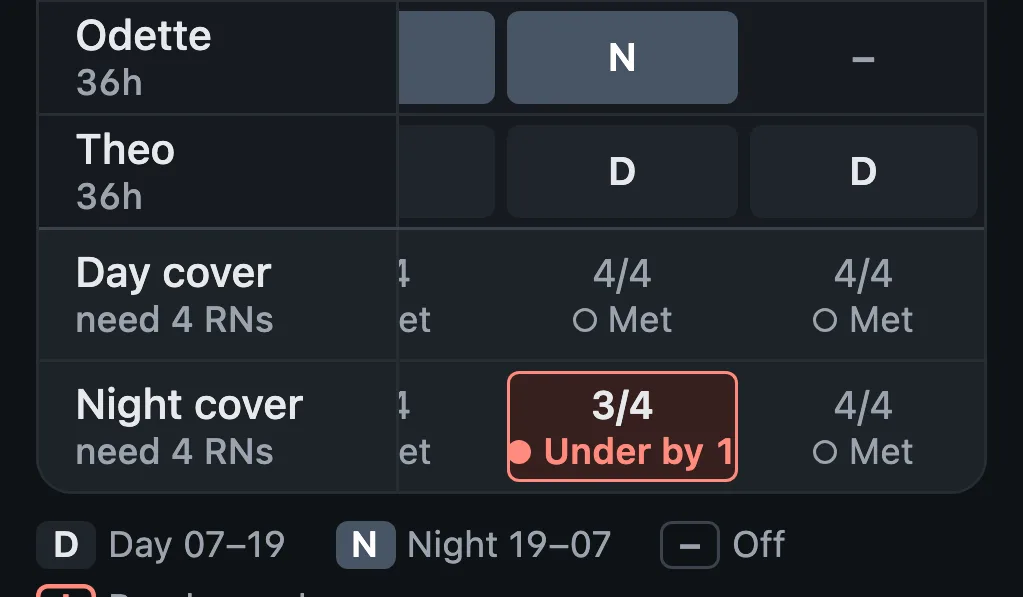 Odette
36h
N
–
Theo
36h
D
D
Day cover
need 4 RNs
4/4
Met
4/4
Met
Night cover
need 4 RNs
3/4
Under by 1
4/4
Met
D Day 07–19
N Night 19–07
– Off